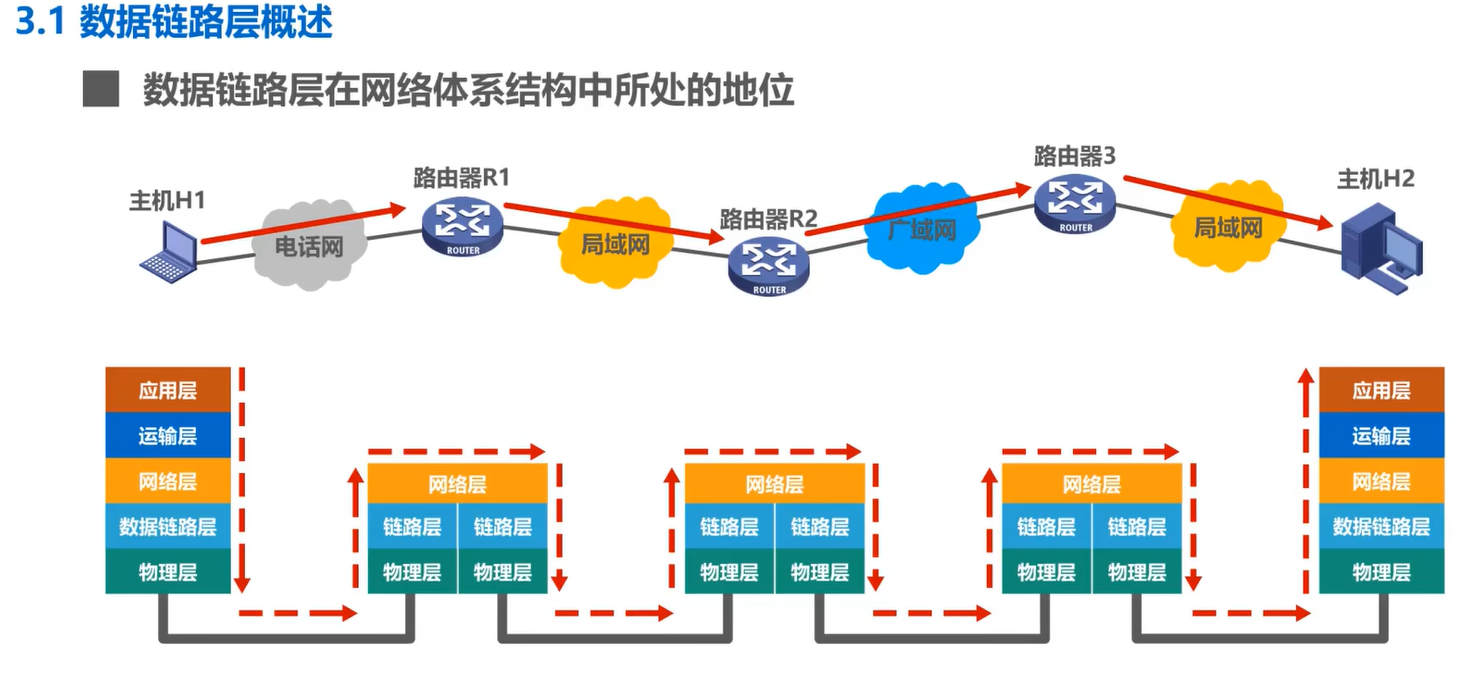 3.1 数据链路层概述
数据链路层在网络体系结构中所处的地位
主机H1
电话网
路由器R1
ROUTER
局域网
路由器R2
ROUTER
广域网
路由器3
ROUTER
局域网
主机H2
应用层
运输层
网络层
数据链路层
物理层
网络层
链路层 链路层
物理层 物理层
网络层
链路层 链路层
物理层 物理层
网络层
链路层 链路层
物理层 物理层
应用层
运输层
网络层
数据链路层
物理层